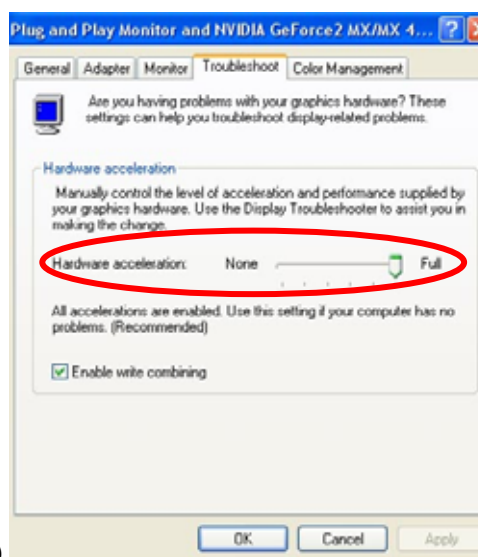 Plug and Play Monitor and NVIDIA GeForce2 MX/MX 4... ?
General Adapter Monitor Troubleshoot Color Management
Are you having problems with your graphics hardware? These
settings can help you troubleshoot display-related problems.
Hardware acceleration
Manually control the level of acceleration and performance supplied by
your graphics hardware. Use the Display Troubleshooter to assist you in
making the change.
Hardware acceleration: None Full
All accelerations are enabled. Use this setting if your computer has no
problems. (Recommended)
Enable write combining
OK Cancel Apply